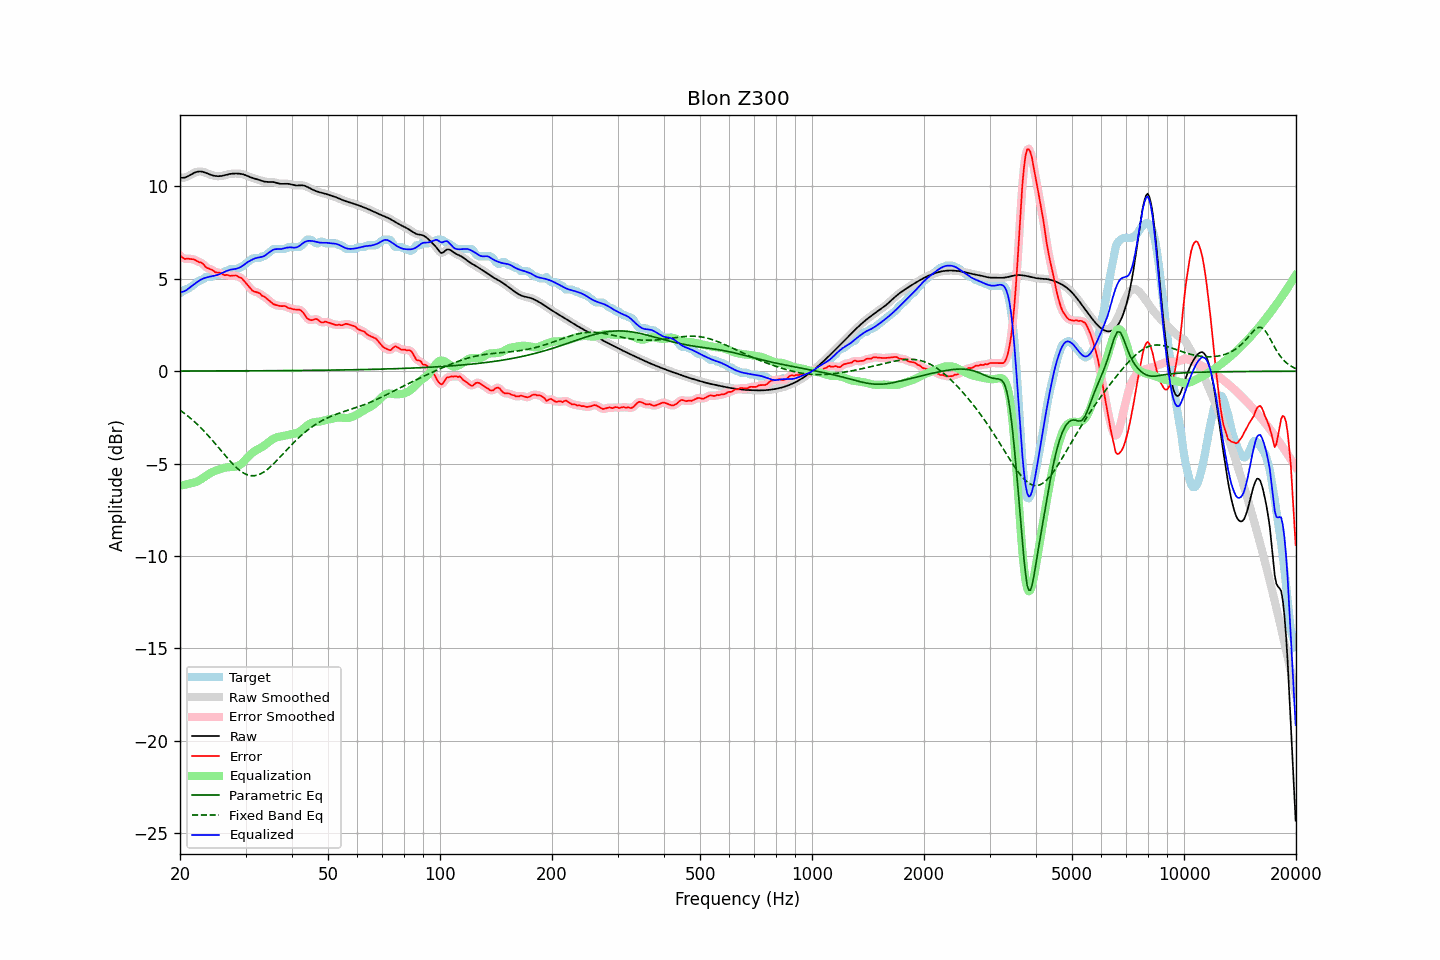 Blon Z300
Amplitude (dBr)
10
5
0
−5
−10
−15
−20
−25
Target
Raw Smoothed
Error Smoothed
Raw
Error
Equalization
Parametric Eq
Fixed Band Eq
Equalized
20 50 100 200 500 1000 2000 5000 10000 20000
Frequency (Hz)